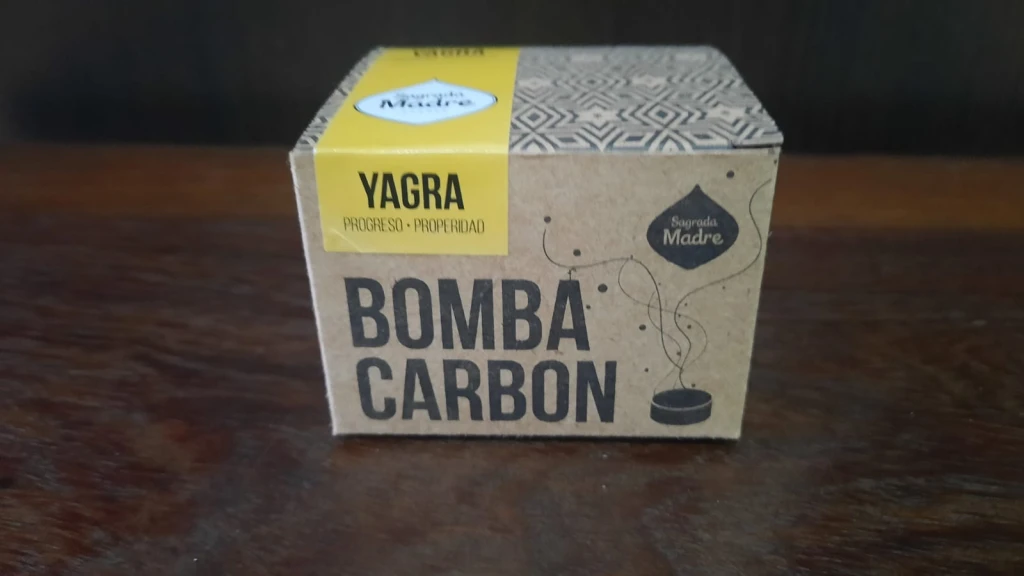 YAGRA
Sagrada
Madre
YAGRA
PROGRESO • PROPERIDAD
Sagrada
Madre
BOMBA
CARBON